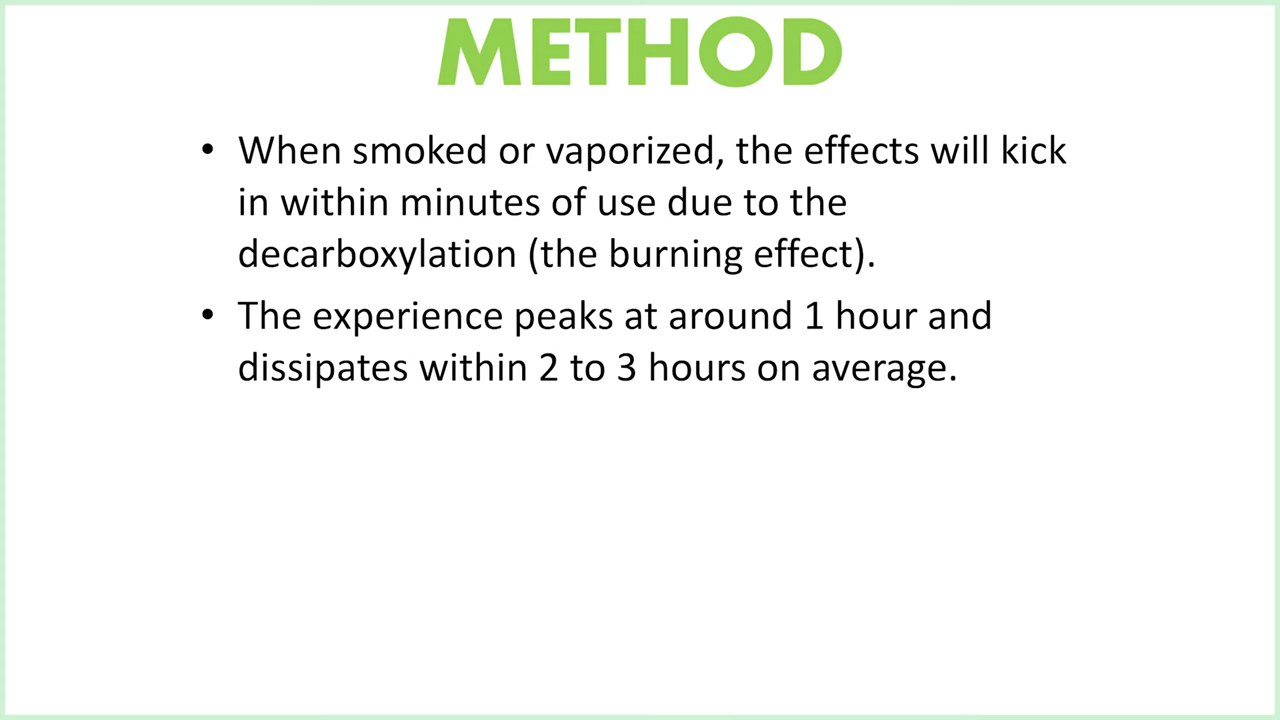 METHOD
• When smoked or vaporized, the effects will kick
in within minutes of use due to the
decarboxylation (the burning effect).
• The experience peaks at around 1 hour and
dissipates within 2 to 3 hours on average.